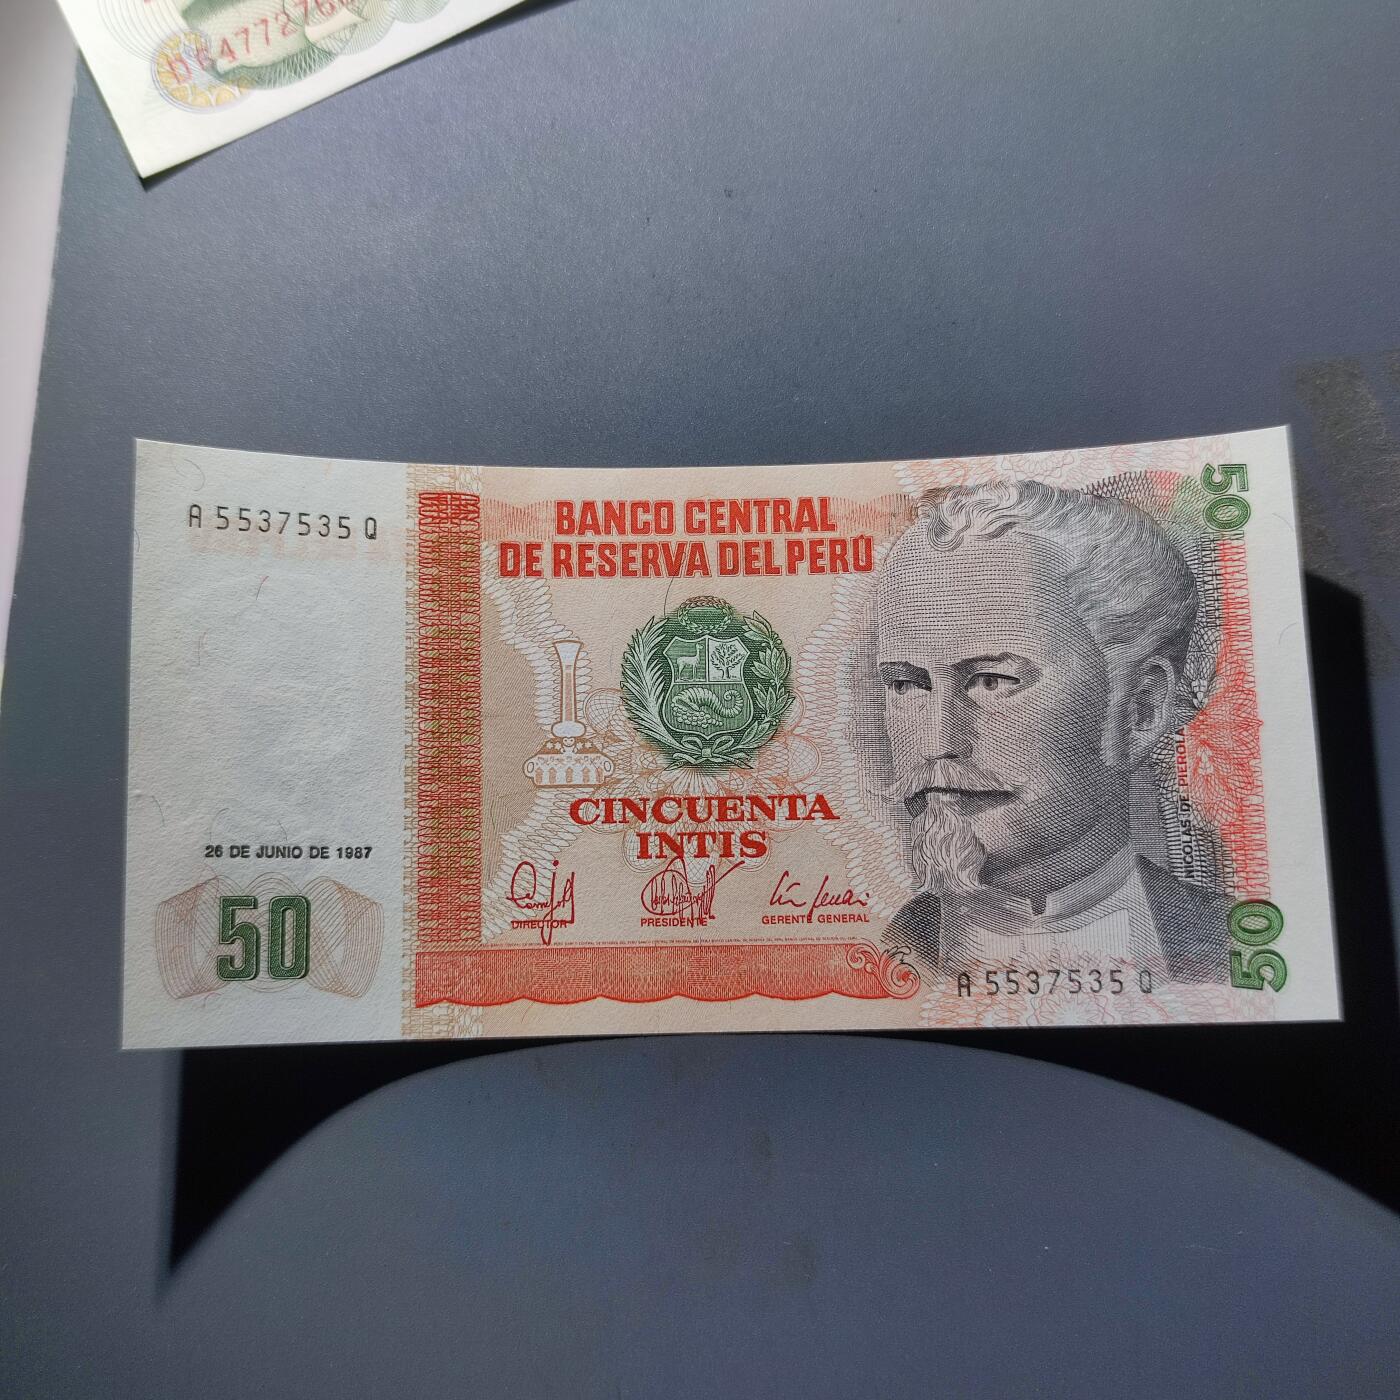 A 5537535 Q
BANCO CENTRAL
DE RESERVA DEL PERÚ
CINCUENTA
INTIS
26 DE JUNIO DE 1987
50
DIRECTOR
PRESIDENTE
GERENTE GENERAL
50
NICOLAS DE PIEROLA
50
A 5537535 Q